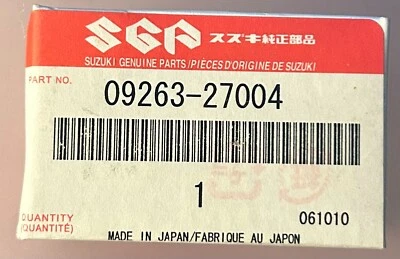 SGP スズキ純正部品
SUZUKI GENUINE PARTS/PIÈCES D'ORIGINE DE SUZUKI
PART NO.
09263-27004
1
QUANTITY
(QUANTITÉ)
061010
MADE IN JAPAN/FABRIQUE AU JAPON